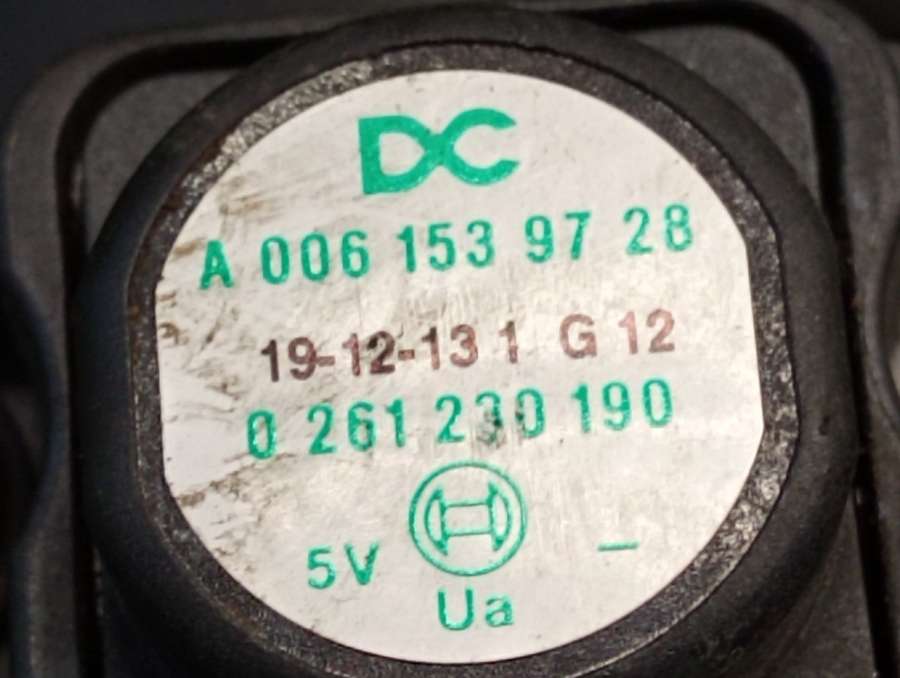 DC
A 006 153 97 28
19-12-13 1 G 12
0 261 230 190
5V –
Ua